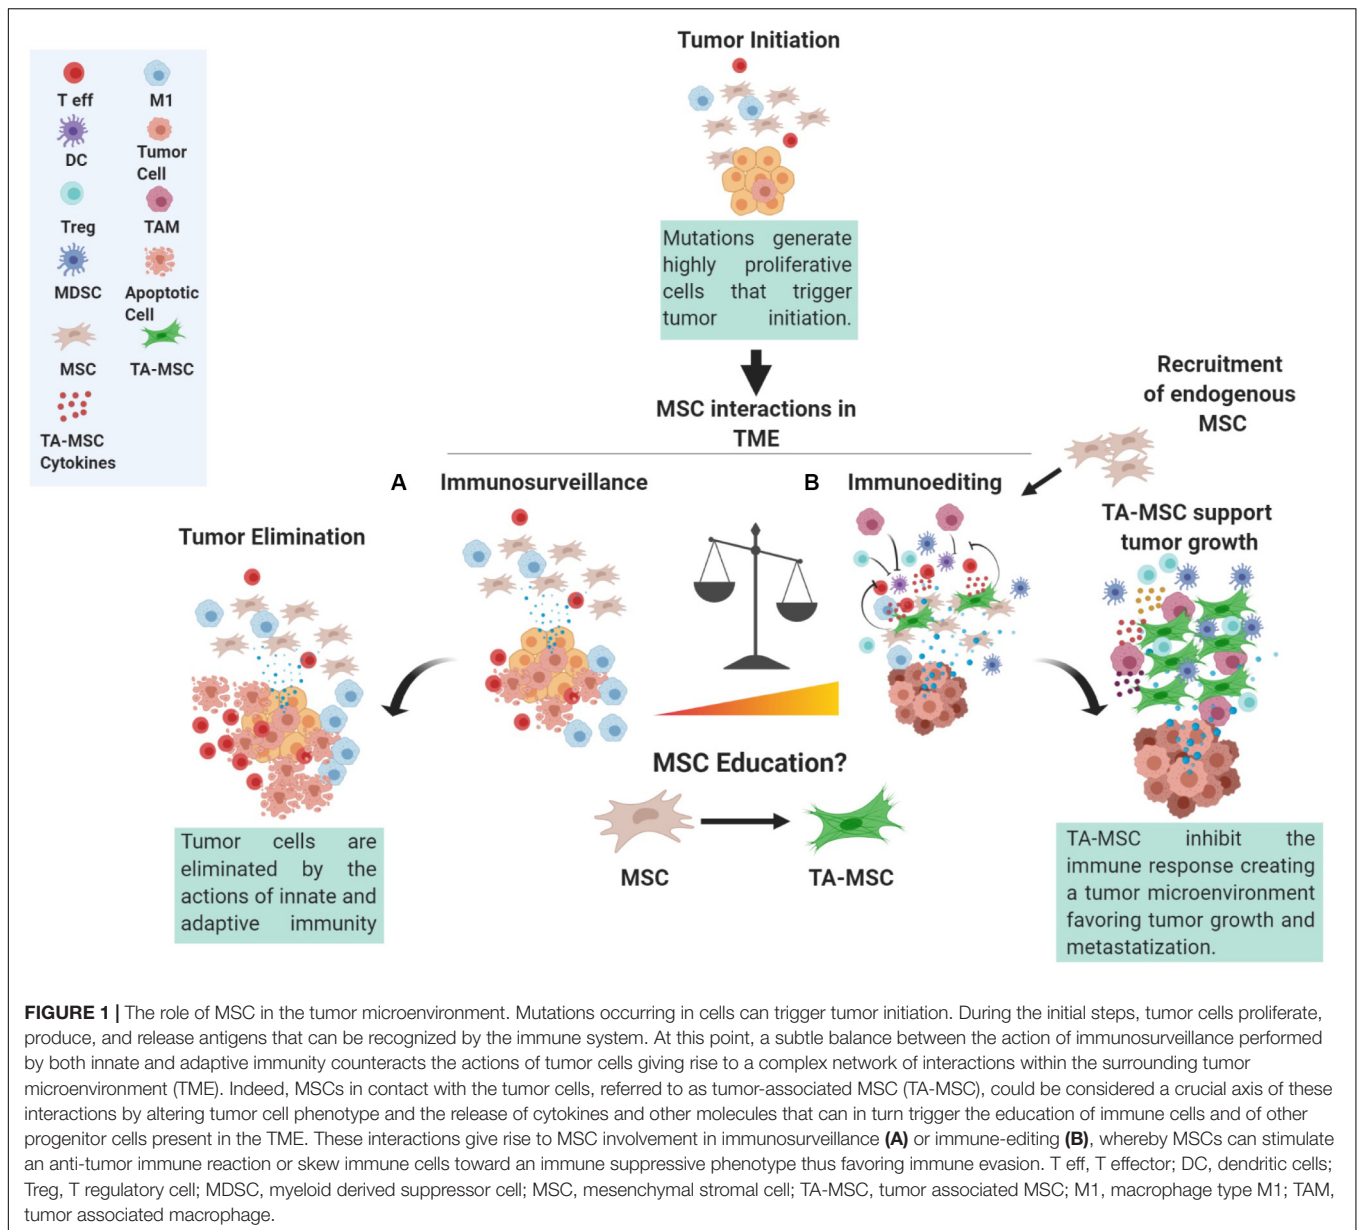 Tumor Initiation
T eff
M1
DC
Tumor
Cell
Treg
TAM
MDSC
Apoptotic
Cell
MSC
TA-MSC
TA-MSC
Cytokines
Mutations generate
highly proliferative
cells that trigger
tumor initiation.
MSC interactions in
TME
Recruitment
of endogenous
MSC
A Immunosurveillance
B Immunoediting
Tumor Elimination
TA-MSC support
tumor growth
MSC Education?
MSC
TA-MSC
Tumor cells are
eliminated by the
actions of innate and
adaptive immunity
TA-MSC inhibit the
immune response creating
a tumor microenvironment
favoring tumor growth and
metastatization.
FIGURE 1 | The role of MSC in the tumor microenvironment. Mutations occurring in cells can trigger tumor initiation. During the initial steps, tumor cells proliferate,
produce, and release antigens that can be recognized by the immune system. At this point, a subtle balance between the action of immunosurveillance performed
by both innate and adaptive immunity counteracts the actions of tumor cells giving rise to a complex network of interactions within the surrounding tumor
microenvironment (TME). Indeed, MSCs in contact with the tumor cells, referred to as tumor-associated MSC (TA-MSC), could be considered a crucial axis of these
interactions by altering tumor cell phenotype and the release of cytokines and other molecules that can in turn trigger the education of immune cells and of other
progenitor cells present in the TME. These interactions give rise to MSC involvement in immunosurveillance (A) or immune-editing (B), whereby MSCs can stimulate
an anti-tumor immune reaction or skew immune cells toward an immune suppressive phenotype thus favoring immune evasion. T eff, T effector; DC, dendritic cells;
Treg, T regulatory cell; MDSC, myeloid derived suppressor cell; MSC, mesenchymal stromal cell; TA-MSC, tumor associated MSC; M1, macrophage type M1; TAM,
tumor associated macrophage.